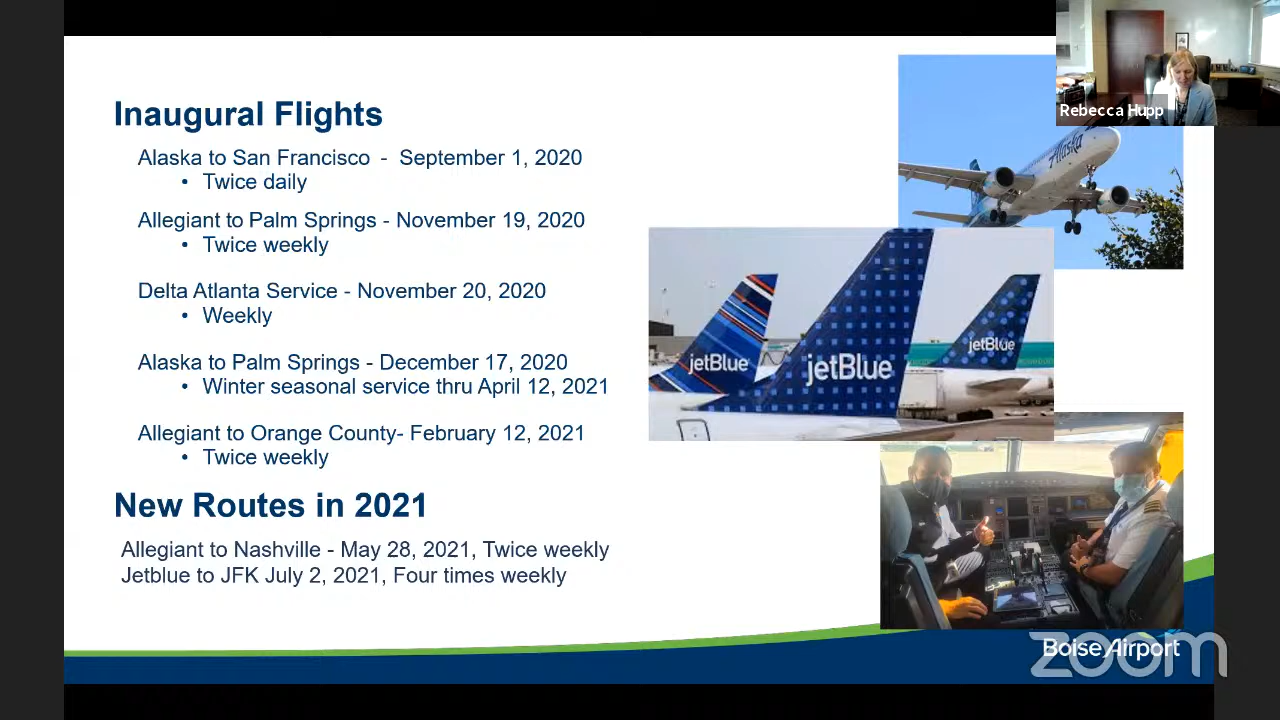 Inaugural Flights
Alaska to San Francisco - September 1, 2020
• Twice daily
Allegiant to Palm Springs - November 19, 2020
• Twice weekly
Delta Atlanta Service - November 20, 2020
• Weekly
Alaska to Palm Springs - December 17, 2020
• Winter seasonal service thru April 12, 2021
Allegiant to Orange County- February 12, 2021
• Twice weekly
New Routes in 2021
Allegiant to Nashville - May 28, 2021, Twice weekly
Jetblue to JFK July 2, 2021, Four times weekly
Rebecca Hupp
Alaska
jetBlue
jetBlue
jetBlue
Boise Airport
zoom